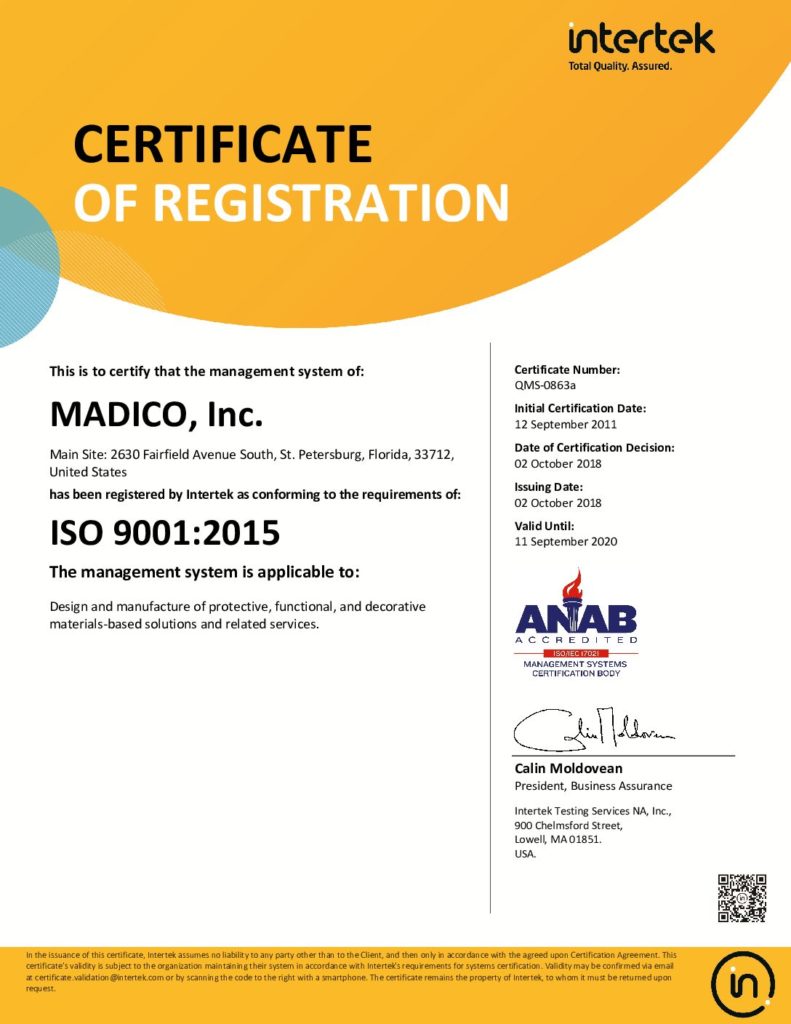 intertek
Total Quality. Assured.
CERTIFICATE
OF REGISTRATION
This is to certify that the management system of:
MADICO, Inc.
Main Site: 2630 Fairfield Avenue South, St. Petersburg, Florida, 33712,
United States
has been registered by Intertek as conforming to the requirements of:
ISO 9001:2015
The management system is applicable to:
Design and manufacture of protective, functional, and decorative
materials-based solutions and related services.
Certificate Number:
QMS-0863a
Initial Certification Date:
12 September 2011
Date of Certification Decision:
02 October 2018
Issuing Date:
02 October 2018
Valid Until:
11 September 2020
ANAB
ACCREDITED
ISO/IEC 17021
MANAGEMENT SYSTEMS
CERTIFICATION BODY
Calin Moldovean
Calin Moldovean
President, Business Assurance
Intertek Testing Services NA, Inc.,
900 Chelmsford Street,
Lowell, MA 01851.
USA.
In the issuance of this certificate, Intertek assumes no liability to any party other than to the Client, and then only in accordance with the agreed upon Certification Agreement. This
certificate's validity is subject to the organization maintaining their system in accordance with Intertek's requirements for systems certification. Validity may be confirmed via email
at certificate.validation@intertek.com or by scanning the code to the right with a smartphone. The certificate remains the property of Intertek, to whom it must be returned upon
request.
in